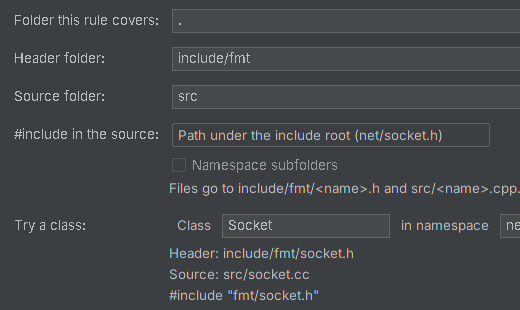 Folder this rule covers: .
Header folder: include/fmt
Source folder: src
#include in the source: Path under the include root (net/socket.h)
Namespace subfolders
Files go to include/fmt/<name>.h and src/<name>.cpp.
Try a class: Class Socket in namespace ne
Header: include/fmt/socket.h
Source: src/socket.cc
#include "fmt/socket.h"